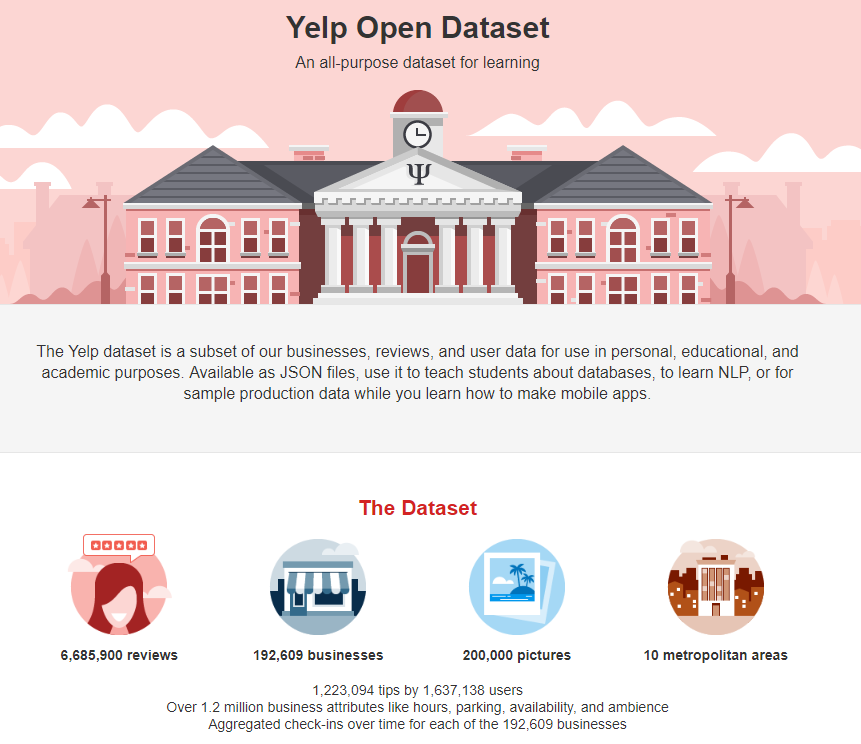 Yelp Open Dataset
An all-purpose dataset for learning
Ψ
The Yelp dataset is a subset of our businesses, reviews, and user data for use in personal, educational, and
academic purposes. Available as JSON files, use it to teach students about databases, to learn NLP, or for
sample production data while you learn how to make mobile apps.
The Dataset
6,685,900 reviews
192,609 businesses
200,000 pictures
10 metropolitan areas
1,223,094 tips by 1,637,138 users
Over 1.2 million business attributes like hours, parking, availability, and ambience
Aggregated check-ins over time for each of the 192,609 businesses